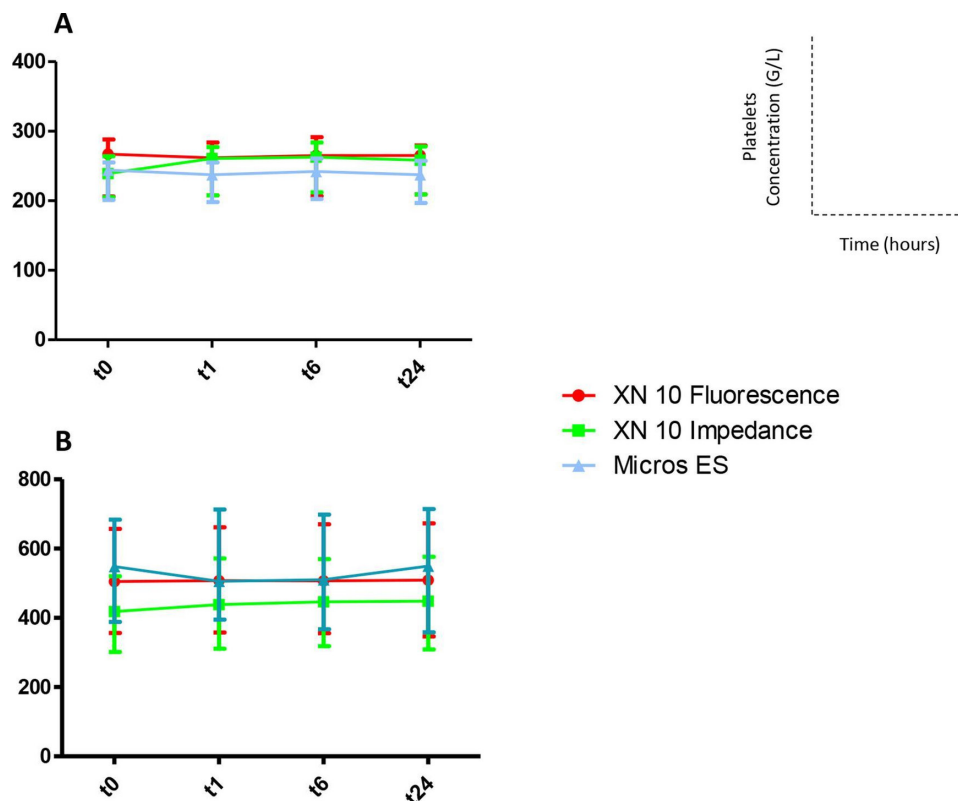 A
400
300
200
100
0
t0
t1
t6
t24
Platelets
Concentration (G/L)
Time (hours)
XN 10 Fluorescence
XN 10 Impedance
Micros ES
B
800
600
400
200
0
t0
t1
t6
t24